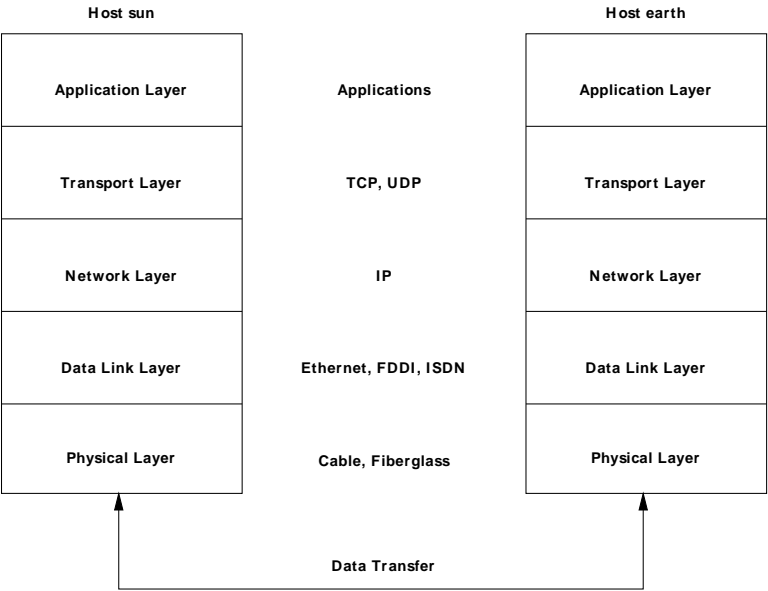 Host sun
Host earth
Application Layer
Applications
Application Layer
Transport Layer
TCP, UDP
Transport Layer
Network Layer
IP
Network Layer
Data Link Layer
Ethernet, FDDI, ISDN
Data Link Layer
Physical Layer
Cable, Fiberglass
Physical Layer
Data Transfer